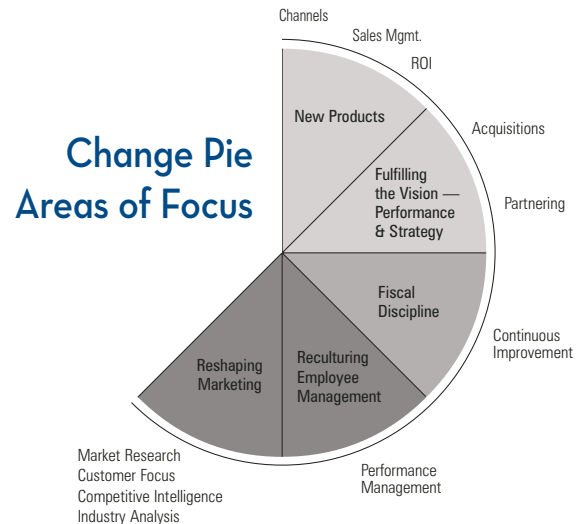 Change Pie
Areas of Focus
Channels
Sales Mgmt.
ROI
Acquisitions
Partnering
Continuous
Improvement
Performance
Management
Market Research
Customer Focus
Competitive Intelligence
Industry Analysis
New Products
Fulfilling
the Vision —
Performance
& Strategy
Fiscal
Discipline
Reculturing
Employee
Management
Reshaping
Marketing